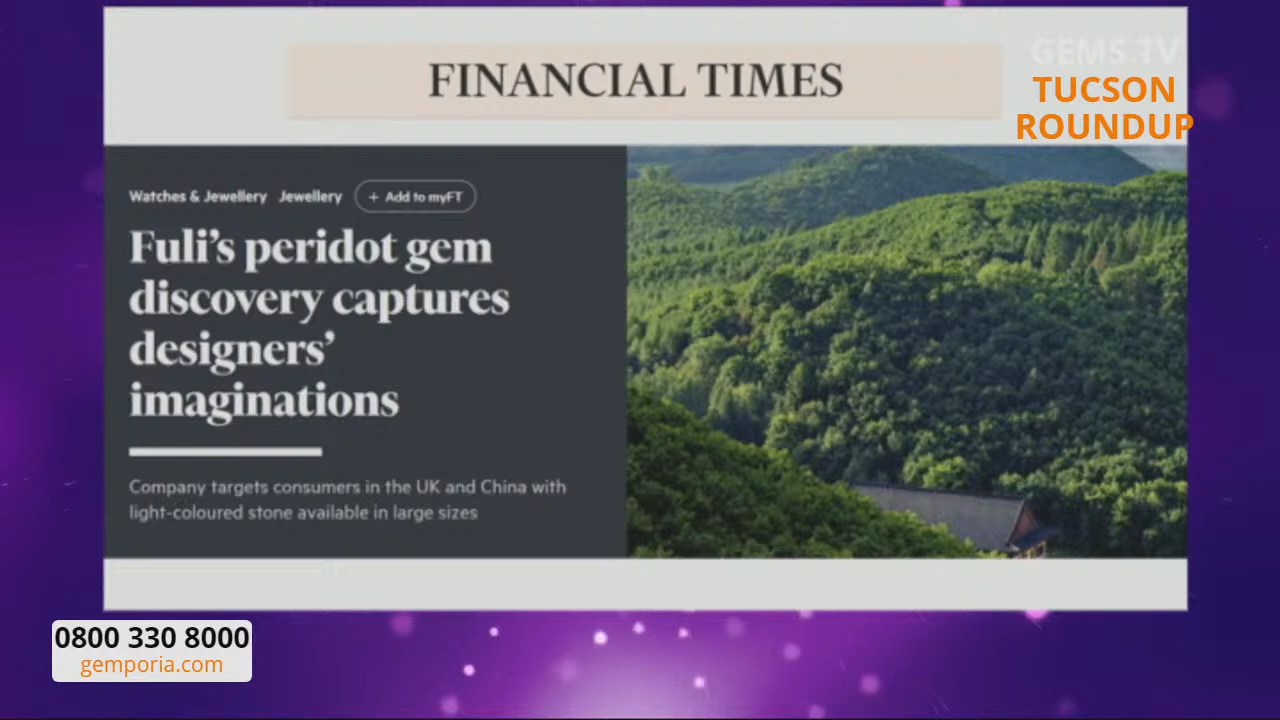 GEMS TV
TUCSON
ROUNDUP
FINANCIAL TIMES
Watches & Jewellery Jewellery + Add to myFT
Fuli’s peridot gem
discovery captures
designers’
imaginations
Company targets consumers in the UK and China with
light-coloured stone available in large sizes
0800 330 8000
gemporia.com